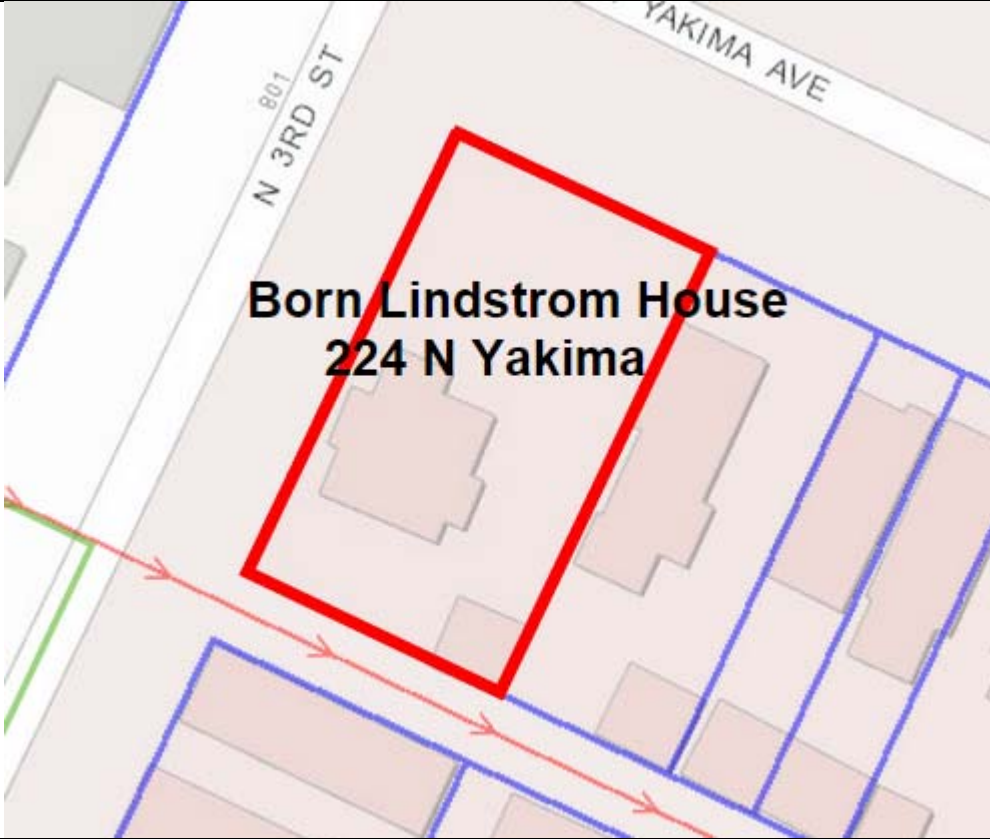 YAKIMA AVE
801
N 3RD ST
Born Lindstrom House
224 N Yakima